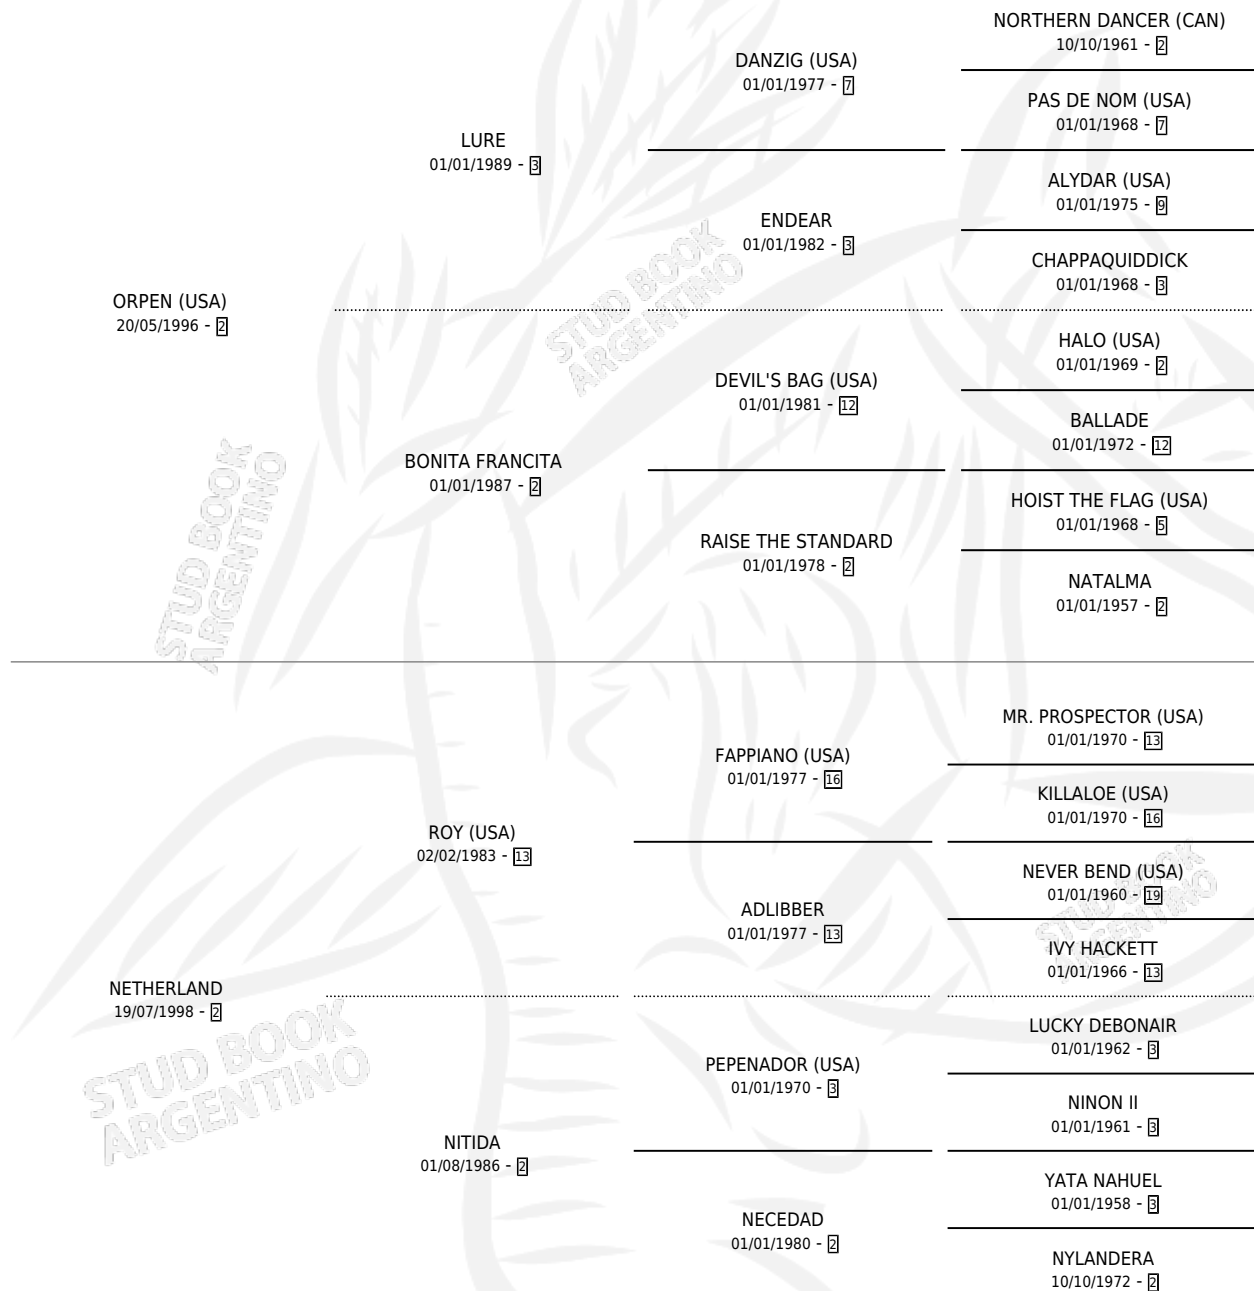 NORTHERN DANCER (CAN)
10/10/1961 - 2
DANZIG (USA)
01/01/1977 - 7
PAS DE NOM (USA)
01/01/1968 - 7
LURE
01/01/1989 - 3
ALYDAR (USA)
01/01/1975 - 9
ENDEAR
01/01/1982 - 3
CHAPPAQUIDDICK
01/01/1968 - 3
ORPEN (USA)
20/05/1996 - 2
STUD BOOK
ARGENTINO
HALO (USA)
01/01/1969 - 2
DEVIL'S BAG (USA)
01/01/1981 - 12
BALLADE
01/01/1972 - 12
BONITA FRANCITA
01/01/1987 - 2
HOIST THE FLAG (USA)
01/01/1968 - 5
RAISE THE STANDARD
01/01/1978 - 2
NATALMA
01/01/1957 - 2
STUD BOOK
ARGENTINO
MR. PROSPECTOR (USA)
01/01/1970 - 13
FAPPIANO (USA)
01/01/1977 - 16
KILLALOE (USA)
01/01/1970 - 16
ROY (USA)
02/02/1983 - 13
NEVER BEND (USA)
01/01/1960 - 19
ADLIBBER
01/01/1977 - 13
IVY HACKETT
01/01/1966 - 13
STUD BOOK
ARGENTINO
NETHERLAND
19/07/1998 - 2
LUCKY DEBONAIR
01/01/1962 - 3
PEPENADOR (USA)
01/01/1970 - 3
NINON II
01/01/1961 - 3
STUD BOOK
ARGENTINO
NITIDA
01/08/1986 - 2
YATA NAHUEL
01/01/1958 - 3
NECEDAD
01/01/1980 - 2
NYLANDERA
10/10/1972 - 2